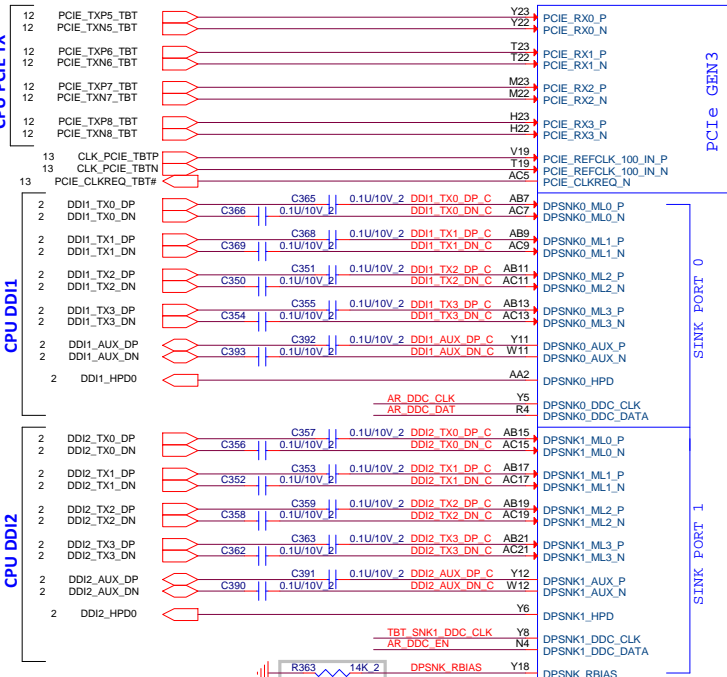 CPU PCIE TX
12 PCIE_TXP5_TBT Y23 PCIE_RX0_P
12 PCIE_TXN5_TBT Y22 PCIE_RX0_N
12 PCIE_TXP6_TBT T23 PCIE_RX1_P
12 PCIE_TXN6_TBT T22 PCIE_RX1_N
12 PCIE_TXP7_TBT M23 PCIE_RX2_P
12 PCIE_TXN7_TBT M22 PCIE_RX2_N
12 PCIE_TXP8_TBT H23 PCIE_RX3_P
12 PCIE_TXN8_TBT H22 PCIE_RX3_N
PCIe GEN3
13 CLK_PCIE_TBTP V19 PCIE_REFCLK_100_IN_P
13 CLK_PCIE_TBTN T19 PCIE_REFCLK_100_IN_N
13 PCIE_CLKREQ_TBT# AC5 PCIE_CLKREQ_N
CPU DDI1
2 DDI1_TX0_DP C365 0.1U/10V_2 DDI1_TX0_DP_C AB7 DPSNK0_ML0_P
2 DDI1_TX0_DN C366 0.1U/10V_2 DDI1_TX0_DN_C AC7 DPSNK0_ML0_N
2 DDI1_TX1_DP C368 0.1U/10V_2 DDI1_TX1_DP_C AB9 DPSNK0_ML1_P
2 DDI1_TX1_DN C369 0.1U/10V_2 DDI1_TX1_DN_C AC9 DPSNK0_ML1_N
2 DDI1_TX2_DP C351 0.1U/10V_2 DDI1_TX2_DP_C AB11 DPSNK0_ML2_P
2 DDI1_TX2_DN C350 0.1U/10V_2 DDI1_TX2_DN_C AC11 DPSNK0_ML2_N
2 DDI1_TX3_DP C355 0.1U/10V_2 DDI1_TX3_DP_C AB13 DPSNK0_ML3_P
2 DDI1_TX3_DN C354 0.1U/10V_2 DDI1_TX3_DN_C AC13 DPSNK0_ML3_N
2 DDI1_AUX_DP C392 0.1U/10V_2 DDI1_AUX_DP_C Y11 DPSNK0_AUX_P
2 DDI1_AUX_DN C393 0.1U/10V_2 DDI1_AUX_DN_C W11 DPSNK0_AUX_N
2 DDI1_HPD0 AA2 DPSNK0_HPD
AR_DDC_CLK Y5 DPSNK0_DDC_CLK
AR_DDC_DAT R4 DPSNK0_DDC_DATA
SINK PORT 0
CPU DDI2
2 DDI2_TX0_DP C357 0.1U/10V_2 DDI2_TX0_DP_C AB15 DPSNK1_ML0_P
2 DDI2_TX0_DN C356 0.1U/10V_2 DDI2_TX0_DN_C AC15 DPSNK1_ML0_N
2 DDI2_TX1_DP C353 0.1U/10V_2 DDI2_TX1_DP_C AB17 DPSNK1_ML1_P
2 DDI2_TX1_DN C352 0.1U/10V_2 DDI2_TX1_DN_C AC17 DPSNK1_ML1_N
2 DDI2_TX2_DP C359 0.1U/10V_2 DDI2_TX2_DP_C AB19 DPSNK1_ML2_P
2 DDI2_TX2_DN C358 0.1U/10V_2 DDI2_TX2_DN_C AC19 DPSNK1_ML2_N
2 DDI2_TX3_DP C363 0.1U/10V_2 DDI2_TX3_DP_C AB21 DPSNK1_ML3_P
2 DDI2_TX3_DN C362 0.1U/10V_2 DDI2_TX3_DN_C AC21 DPSNK1_ML3_N
2 DDI2_AUX_DP C391 0.1U/10V_2 DDI2_AUX_DP_C Y12 DPSNK1_AUX_P
2 DDI2_AUX_DN C390 0.1U/10V_2 DDI2_AUX_DN_C W12 DPSNK1_AUX_N
2 DDI2_HPD0 Y6 DPSNK1_HPD
TBT_SNK1_DDC_CLK Y8 DPSNK1_DDC_CLK
AR_DDC_EN N4 DPSNK1_DDC_DATA
SINK PORT 1
R363 14K_2 DPSNK_RBIAS Y18 DPSNK_RBIAS